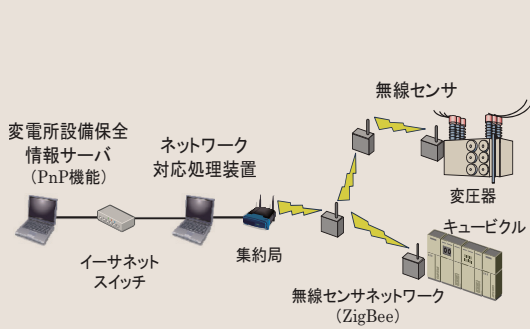 無線センサ
変電所設備保全
情報サーバ
（PnP機能）
ネットワーク
対応処理装置
変圧器
キュービクル
イーサネット
スイッチ
集約局
無線センサネットワーク
（ZigBee）